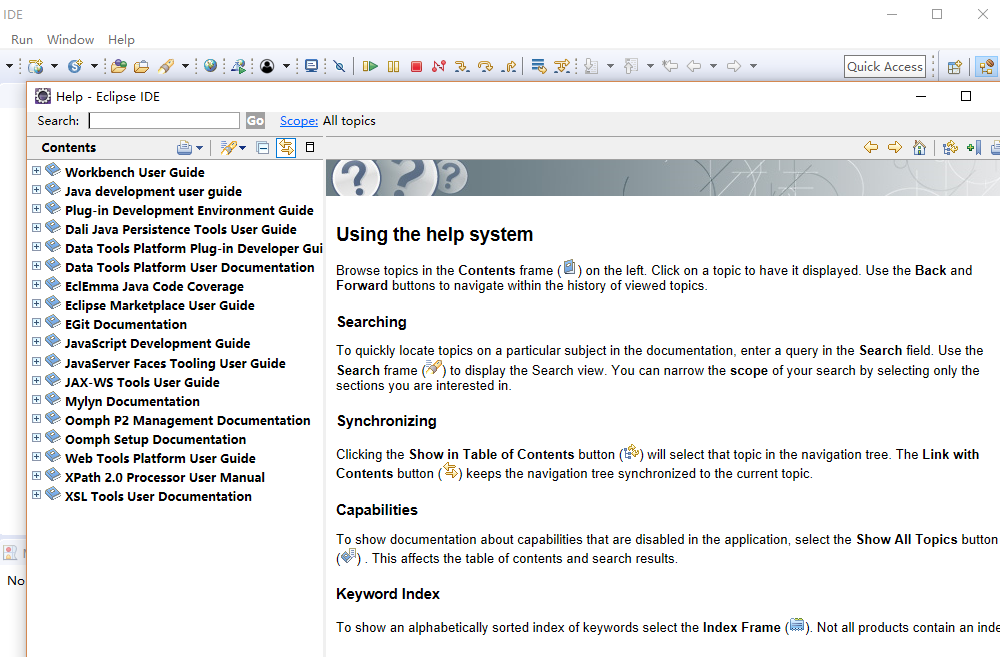 IDE
Run Window Help
Quick Access
Help - Eclipse IDE
Search: Go Scope: All topics
Contents
Workbench User Guide
Java development user guide
Plug-in Development Environment Guide
Dali Java Persistence Tools User Guide
Data Tools Platform Plug-in Developer Gui
Data Tools Platform User Documentation
EclEmma Java Code Coverage
Eclipse Marketplace User Guide
EGit Documentation
JavaScript Development Guide
JavaServer Faces Tooling User Guide
JAX-WS Tools User Guide
Mylyn Documentation
Oomph P2 Management Documentation
Oomph Setup Documentation
Web Tools Platform User Guide
XPath 2.0 Processor User Manual
XSL Tools User Documentation
No
Using the help system
Browse topics in the Contents frame ( ) on the left. Click on a topic to have it displayed. Use the Back and
Forward buttons to navigate within the history of viewed topics.
Searching
To quickly locate topics on a particular subject in the documentation, enter a query in the Search field. Use the
Search frame ( ) to display the Search view. You can narrow the scope of your search by selecting only the
sections you are interested in.
Synchronizing
Clicking the Show in Table of Contents button ( ) will select that topic in the navigation tree. The Link with
Contents button ( ) keeps the navigation tree synchronized to the current topic.
Capabilities
To show documentation about capabilities that are disabled in the application, select the Show All Topics button
( ) . This affects the table of contents and search results.
Keyword Index
To show an alphabetically sorted index of keywords select the Index Frame ( ). Not all products contain an inde